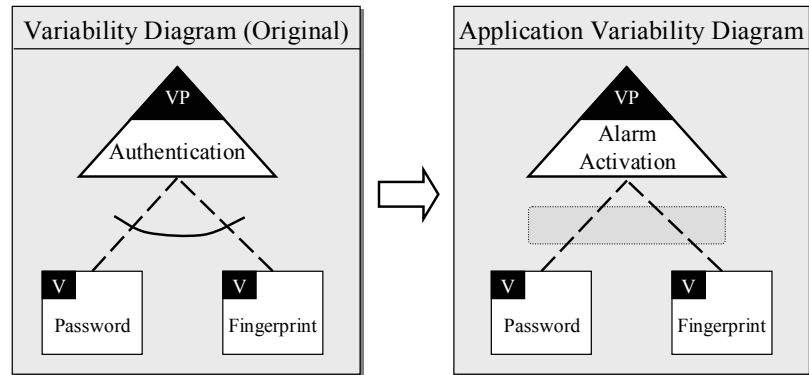 Variability Diagram (Original)
VP
Authentication
V
Password
V
Fingerprint
Application Variability Diagram
VP
Alarm
Activation
V
Password
V
Fingerprint